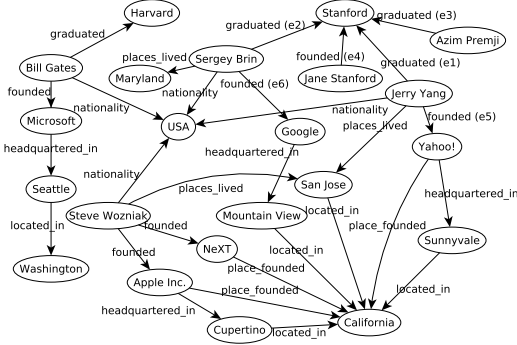 Harvard
Stanford
graduated (e2)
graduated (e3)
graduated
Azim Premji
places_lived
Sergey Brin
founded (e4)
Bill Gates
graduated (e1)
Maryland
Jane Stanford
founded
founded (e6)
nationality
Jerry Yang
nationality
nationality
founded (e5)
Microsoft
USA
Google
places_lived
headquartered_in
headquartered_in
Yahoo!
nationality
San Jose
Seattle
places_lived
headquartered_in
Steve Wozniak
Mountain View
located_in
located_in
founded
place_founded
Sunnyvale
founded
NeXT
located_in
Washington
place_founded
Apple Inc.
place_founded
located_in
headquartered_in
Cupertino
located_in
California